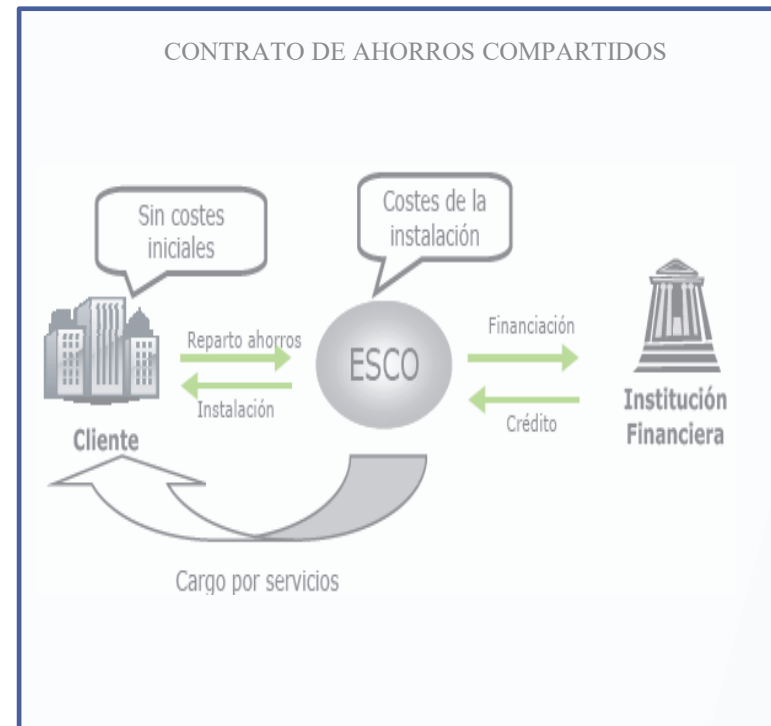 CONTRATO DE AHORROS COMPARTIDOS
Sin costes
iniciales
Costes de la
instalación
Reparto ahorros
Instalación
ESCO
Financiación
Crédito
Cliente
Institución
Financiera
Cargo por servicios